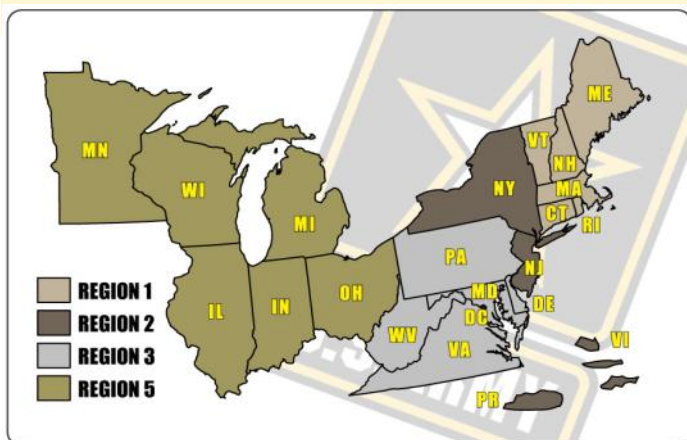 ME
VT
NH
MN
NY
MA
WI
CT
MI
RI
PA
NJ
REGION 1
MD
DE
OH
IL
IN
REGION 2
DC
WV
VI
VA
REGION 3
REGION 5
PR
U.S. ARMY